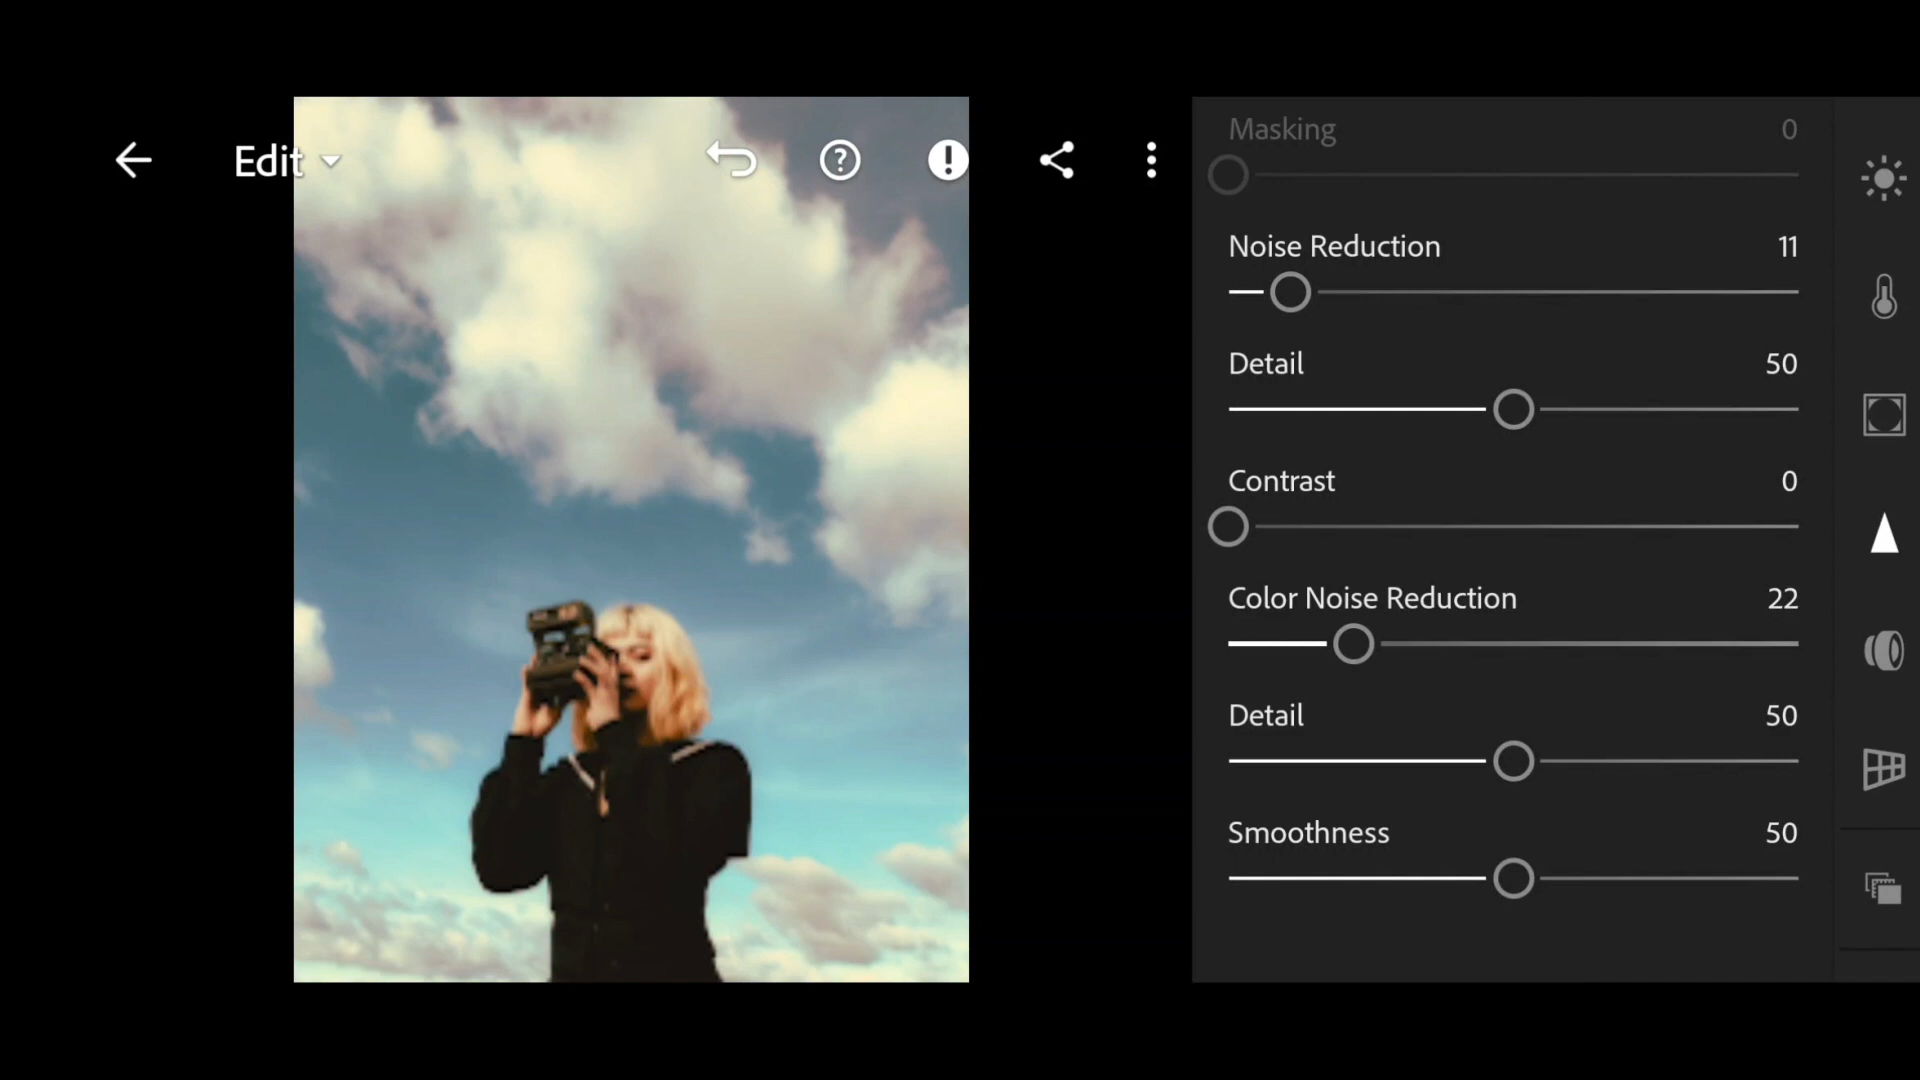 Edit
Masking 0
Noise Reduction 11
Detail 50
Contrast 0
Color Noise Reduction 22
Detail 50
Smoothness 50